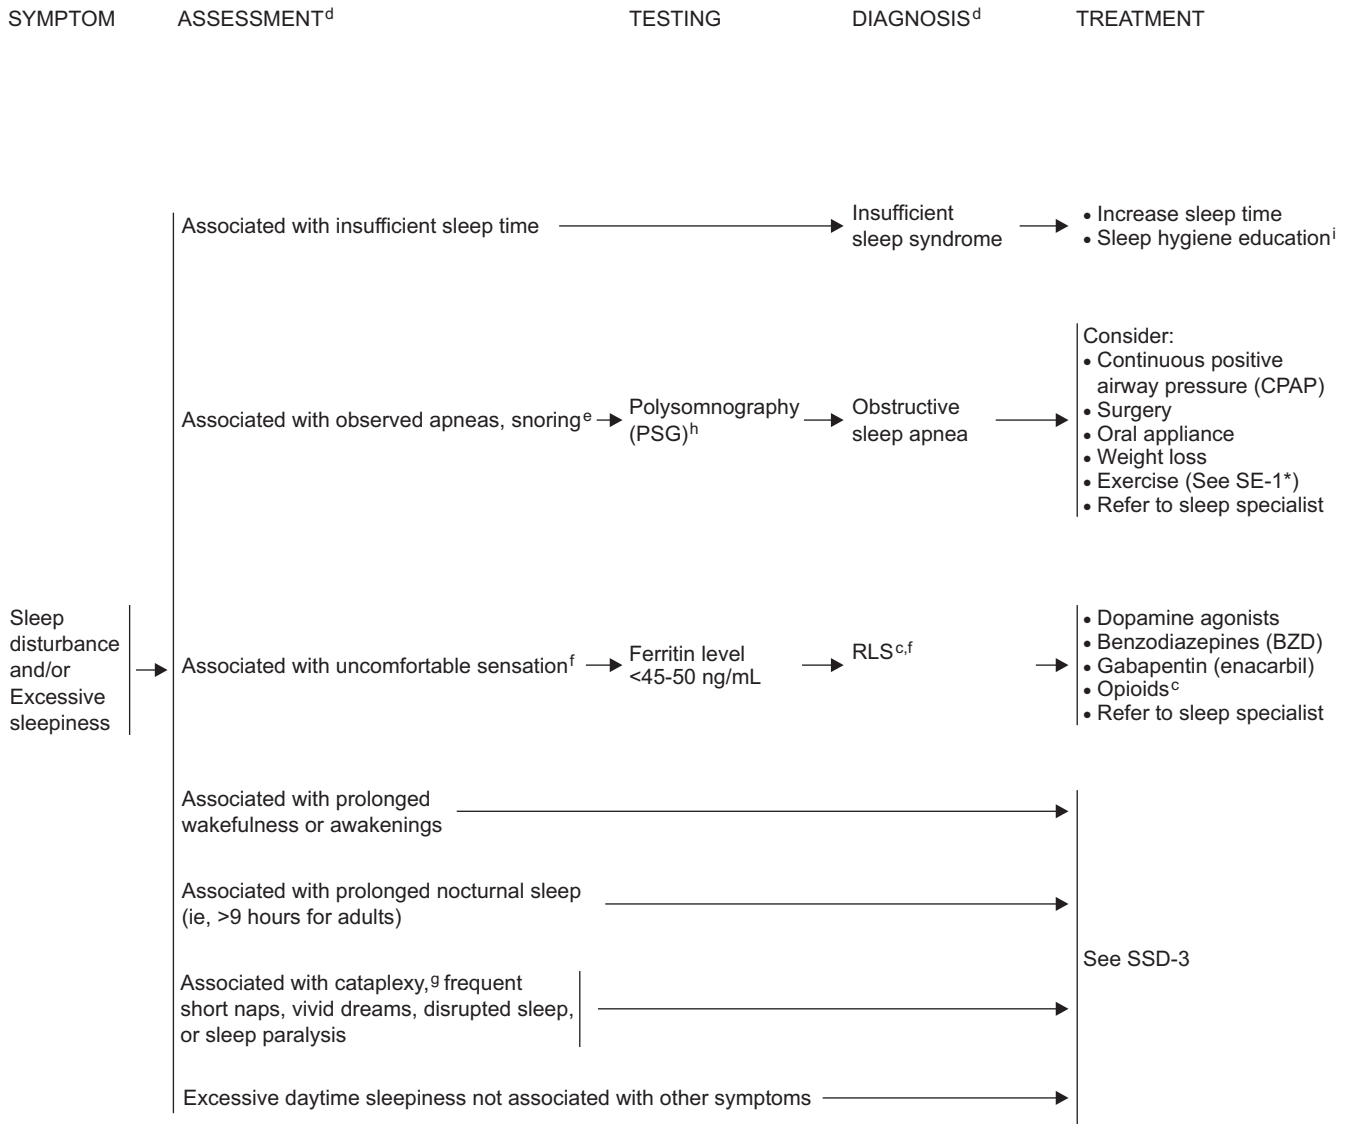 SYMPTOM ASSESSMENTᵈ TESTING DIAGNOSISᵈ TREATMENT
Associated with insufficient sleep time
Insufficient
sleep syndrome
• Increase sleep time
• Sleep hygiene educationⁱ
Associated with observed apneas, snoringᵉ
Polysomnography
(PSG)ʰ
Obstructive
sleep apnea
Consider:
• Continuous positive
airway pressure (CPAP)
• Surgery
• Oral appliance
• Weight loss
• Exercise (See SE-1*)
• Refer to sleep specialist
Sleep
disturbance
and/or
Excessive
sleepiness
Associated with uncomfortable sensationᶠ
Ferritin level
<45-50 ng/mL
RLSᶜ,ᶠ
• Dopamine agonists
• Benzodiazepines (BZD)
• Gabapentin (enacarbil)
• Opioidsᶜ
• Refer to sleep specialist
Associated with prolonged
wakefulness or awakenings
Associated with prolonged nocturnal sleep
(ie, >9 hours for adults)
Associated with cataplexy,ᵍ frequent
short naps, vivid dreams, disrupted sleep,
or sleep paralysis
Excessive daytime sleepiness not associated with other symptoms
See SSD-3